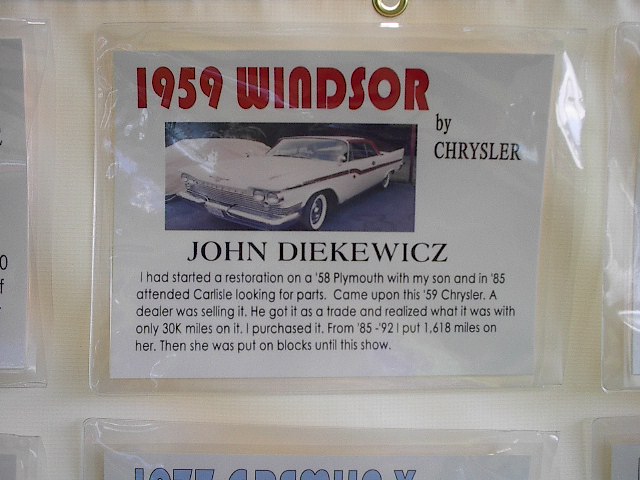 1959 WINDSOR
by
CHRYSLER
JOHN DIEKEWICZ
I had started a restoration on a '58 Plymouth with my son and in '85
attended Carlisle looking for parts. Came upon this '59 Chrysler. A
dealer was selling it. He got it as a trade and realized what it was with
only 30K miles on it. I purchased it. From '85 -'92 I put 1,618 miles on
her. Then she was put on blocks until this show.